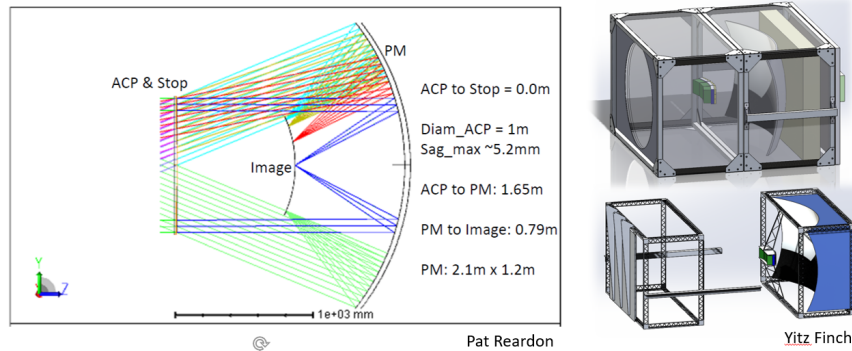 PM
ACP & Stop
ACP to Stop = 0.0m
Diam_ACP = 1m
Sag_max ~5.2mm
Image
ACP to PM: 1.65m
PM to Image: 0.79m
PM: 2.1m x 1.2m
Y
X
Z
1e+03 mm
Pat Reardon
Yitz Finch